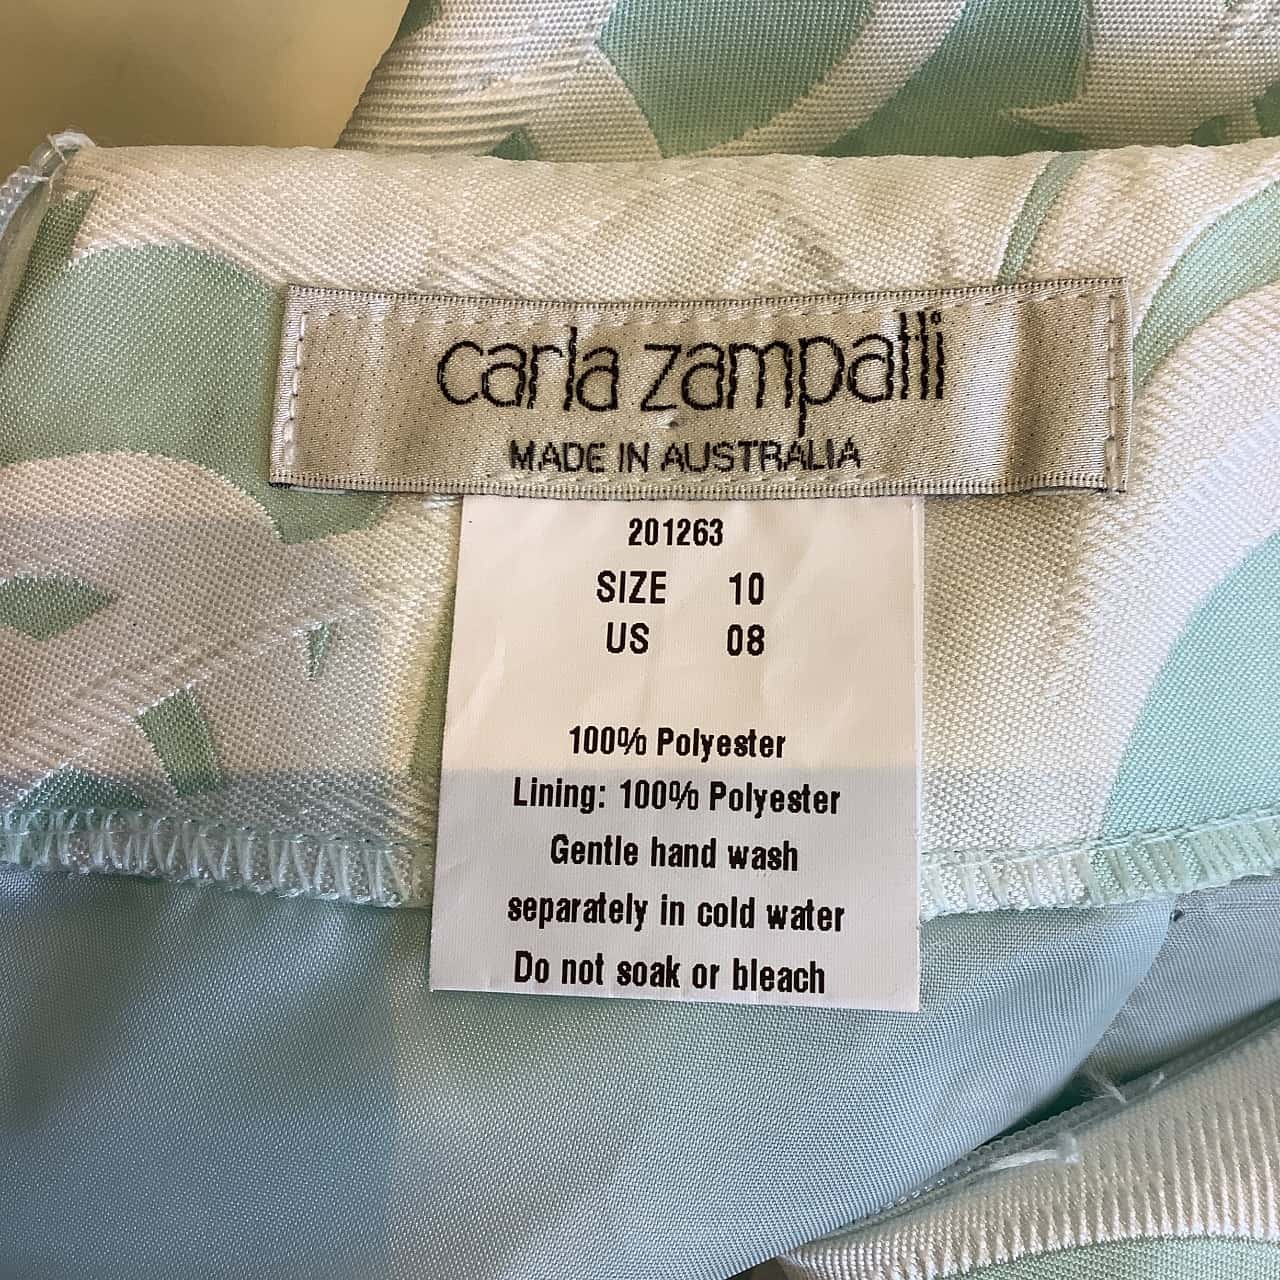 carla zampatti
MADE IN AUSTRALIA
201263
SIZE 10
US 08
100% Polyester
Lining: 100% Polyester
Gentle hand wash
separately in cold water
Do not soak or bleach